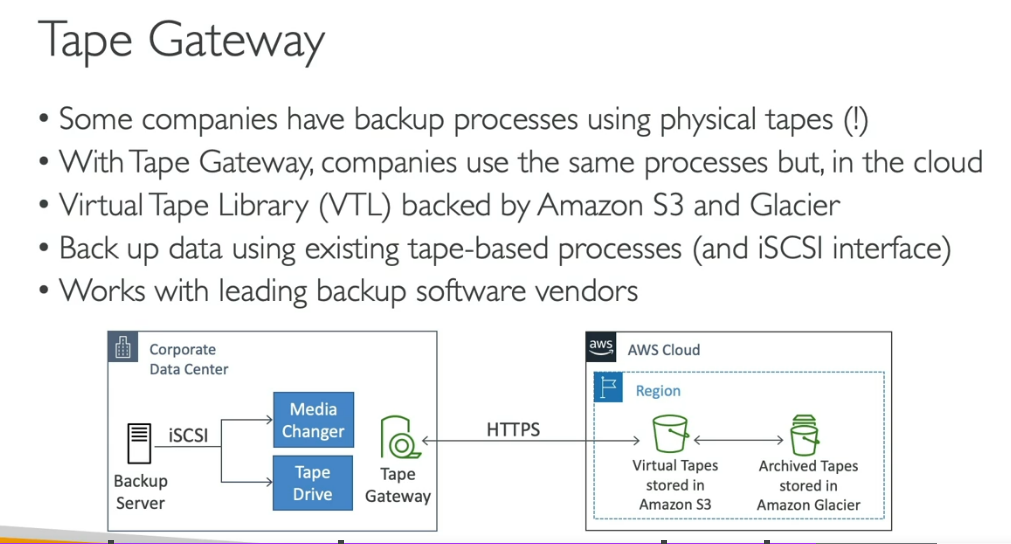 Tape Gateway
• Some companies have backup processes using physical tapes (!)
• With Tape Gateway, companies use the same processes but, in the cloud
• Virtual Tape Library (VTL) backed by Amazon S3 and Glacier
• Back up data using existing tape-based processes (and iSCSI interface)
• Works with leading backup software vendors
Corporate
Data Center
Backup
Server
iSCSI
Media
Changer
Tape
Drive
Tape
Gateway
HTTPS
aws
AWS Cloud
Region
Virtual Tapes
stored in
Amazon S3
Archived Tapes
stored in
Amazon Glacier